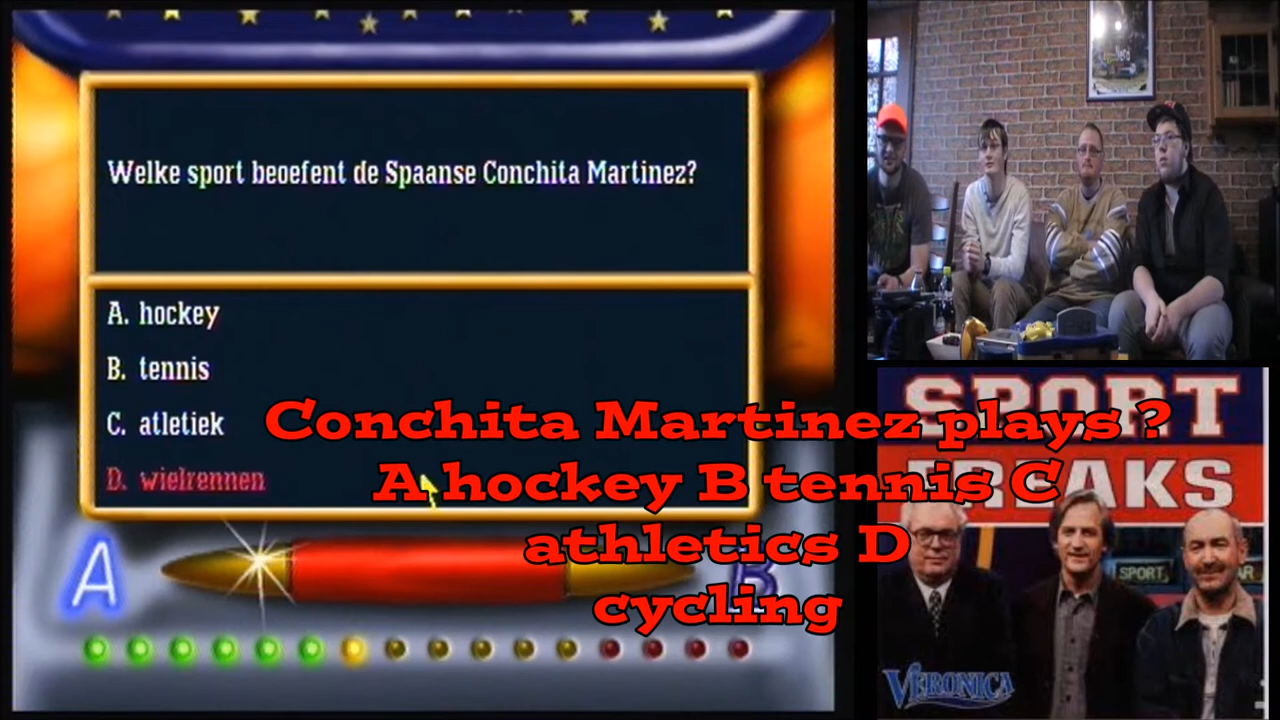 Welke sport beoefent de Spaanse Conchita Martinez?
A. hockey
B. tennis
C. atletiek
D. wielrennen
A
B
Conchita Martinez plays ?
A hockey B tennis C
athletics D
cycling
SPORT
FREAKS
SPORT
VERONICA